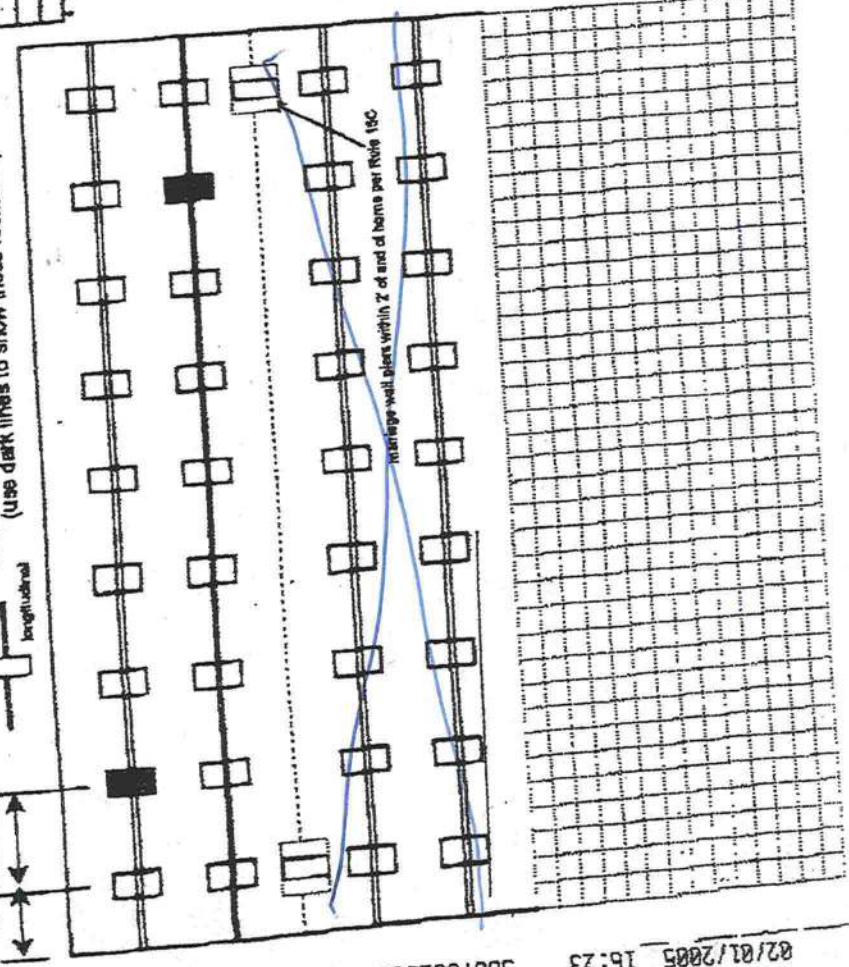 (use dark lines to show these
longitudinal
Marriage wall piers within 2' of end of home per Rule 15C
02/01/2005 16:23